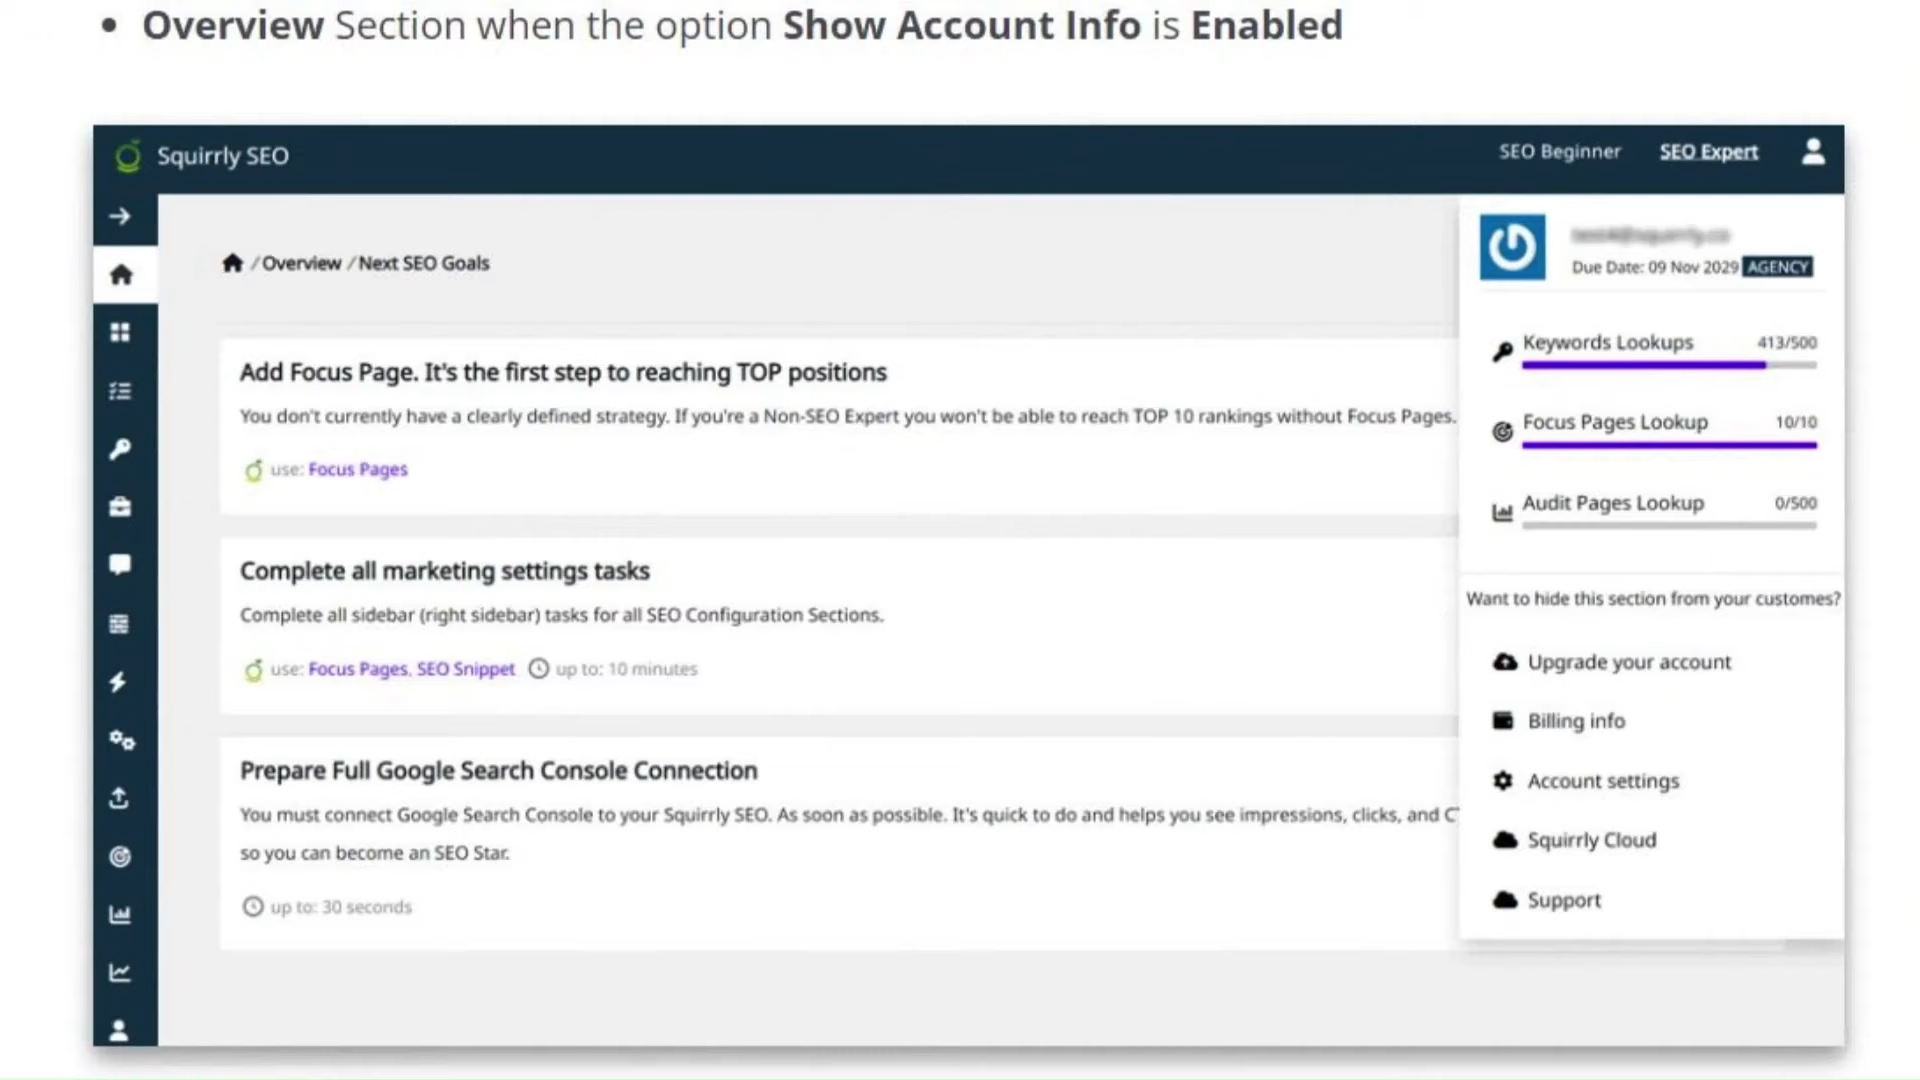 • Overview Section when the option Show Account Info is Enabled
Squirrly SEO
SEO Beginner
SEO Expert
/ Overview / Next SEO Goals
Due Date: 09 Nov 2029 AGENCY
Add Focus Page. It's the first step to reaching TOP positions
You don't currently have a clearly defined strategy. If you're a Non-SEO Expert you won't be able to reach TOP 10 rankings without Focus Pages.
use: Focus Pages
Complete all marketing settings tasks
Complete all sidebar (right sidebar) tasks for all SEO Configuration Sections.
use: Focus Pages, SEO Snippet up to: 10 minutes
Prepare Full Google Search Console Connection
You must connect Google Search Console to your Squirrly SEO. As soon as possible. It's quick to do and helps you see impressions, clicks, and
so you can become an SEO Star.
up to: 30 seconds
Keywords Lookups 413/500
Focus Pages Lookup 10/10
Audit Pages Lookup 0/500
Want to hide this section from your customes?
Upgrade your account
Billing info
Account settings
Squirrly Cloud
Support